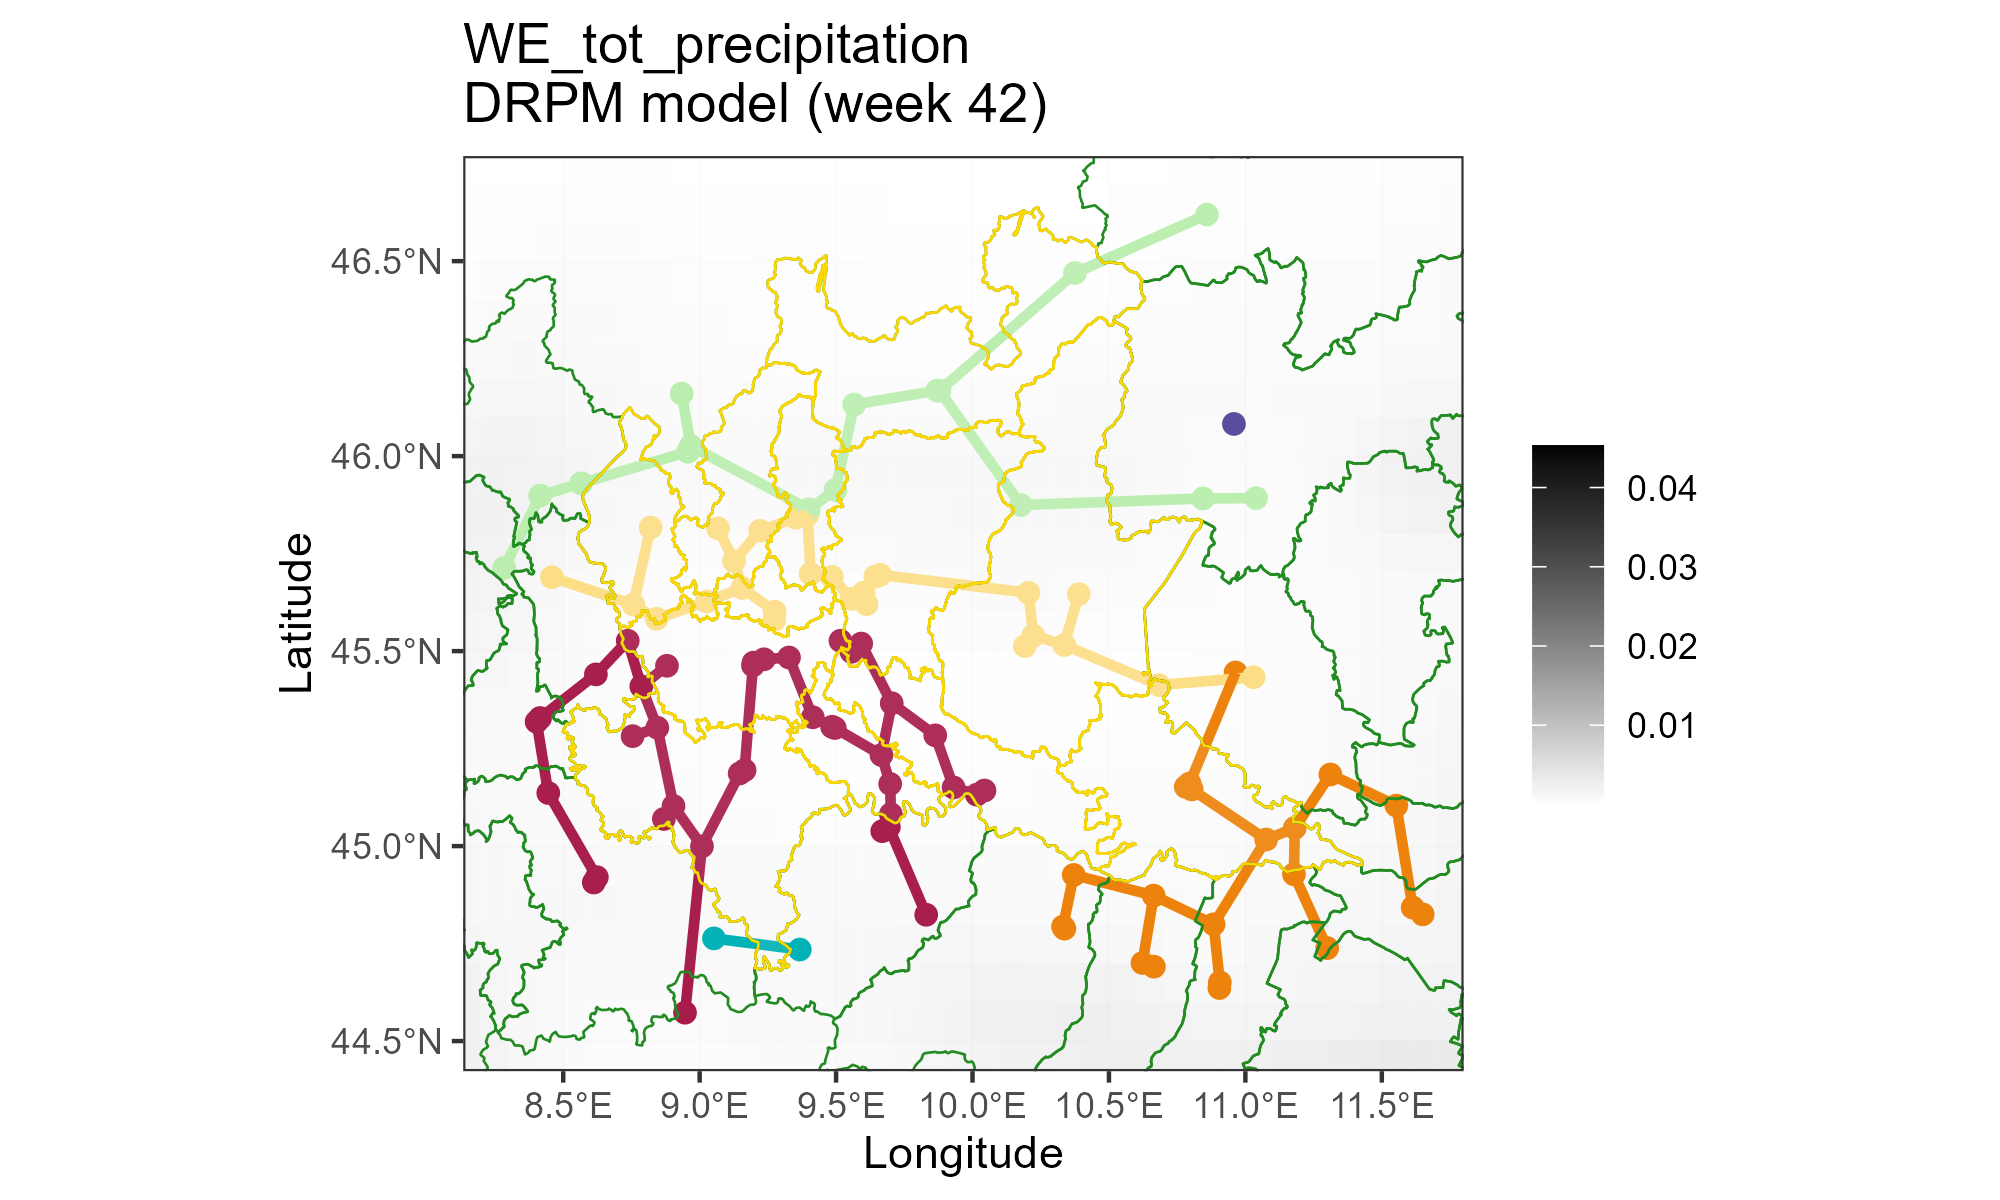 WE_tot_precipitation
DRPM model (week 42)
46.5°N
46.0°N
45.5°N
45.0°N
44.5°N
Latitude
8.5°E 9.0°E 9.5°E 10.0°E 10.5°E 11.0°E 11.5°E
Longitude
0.04
0.03
0.02
0.01